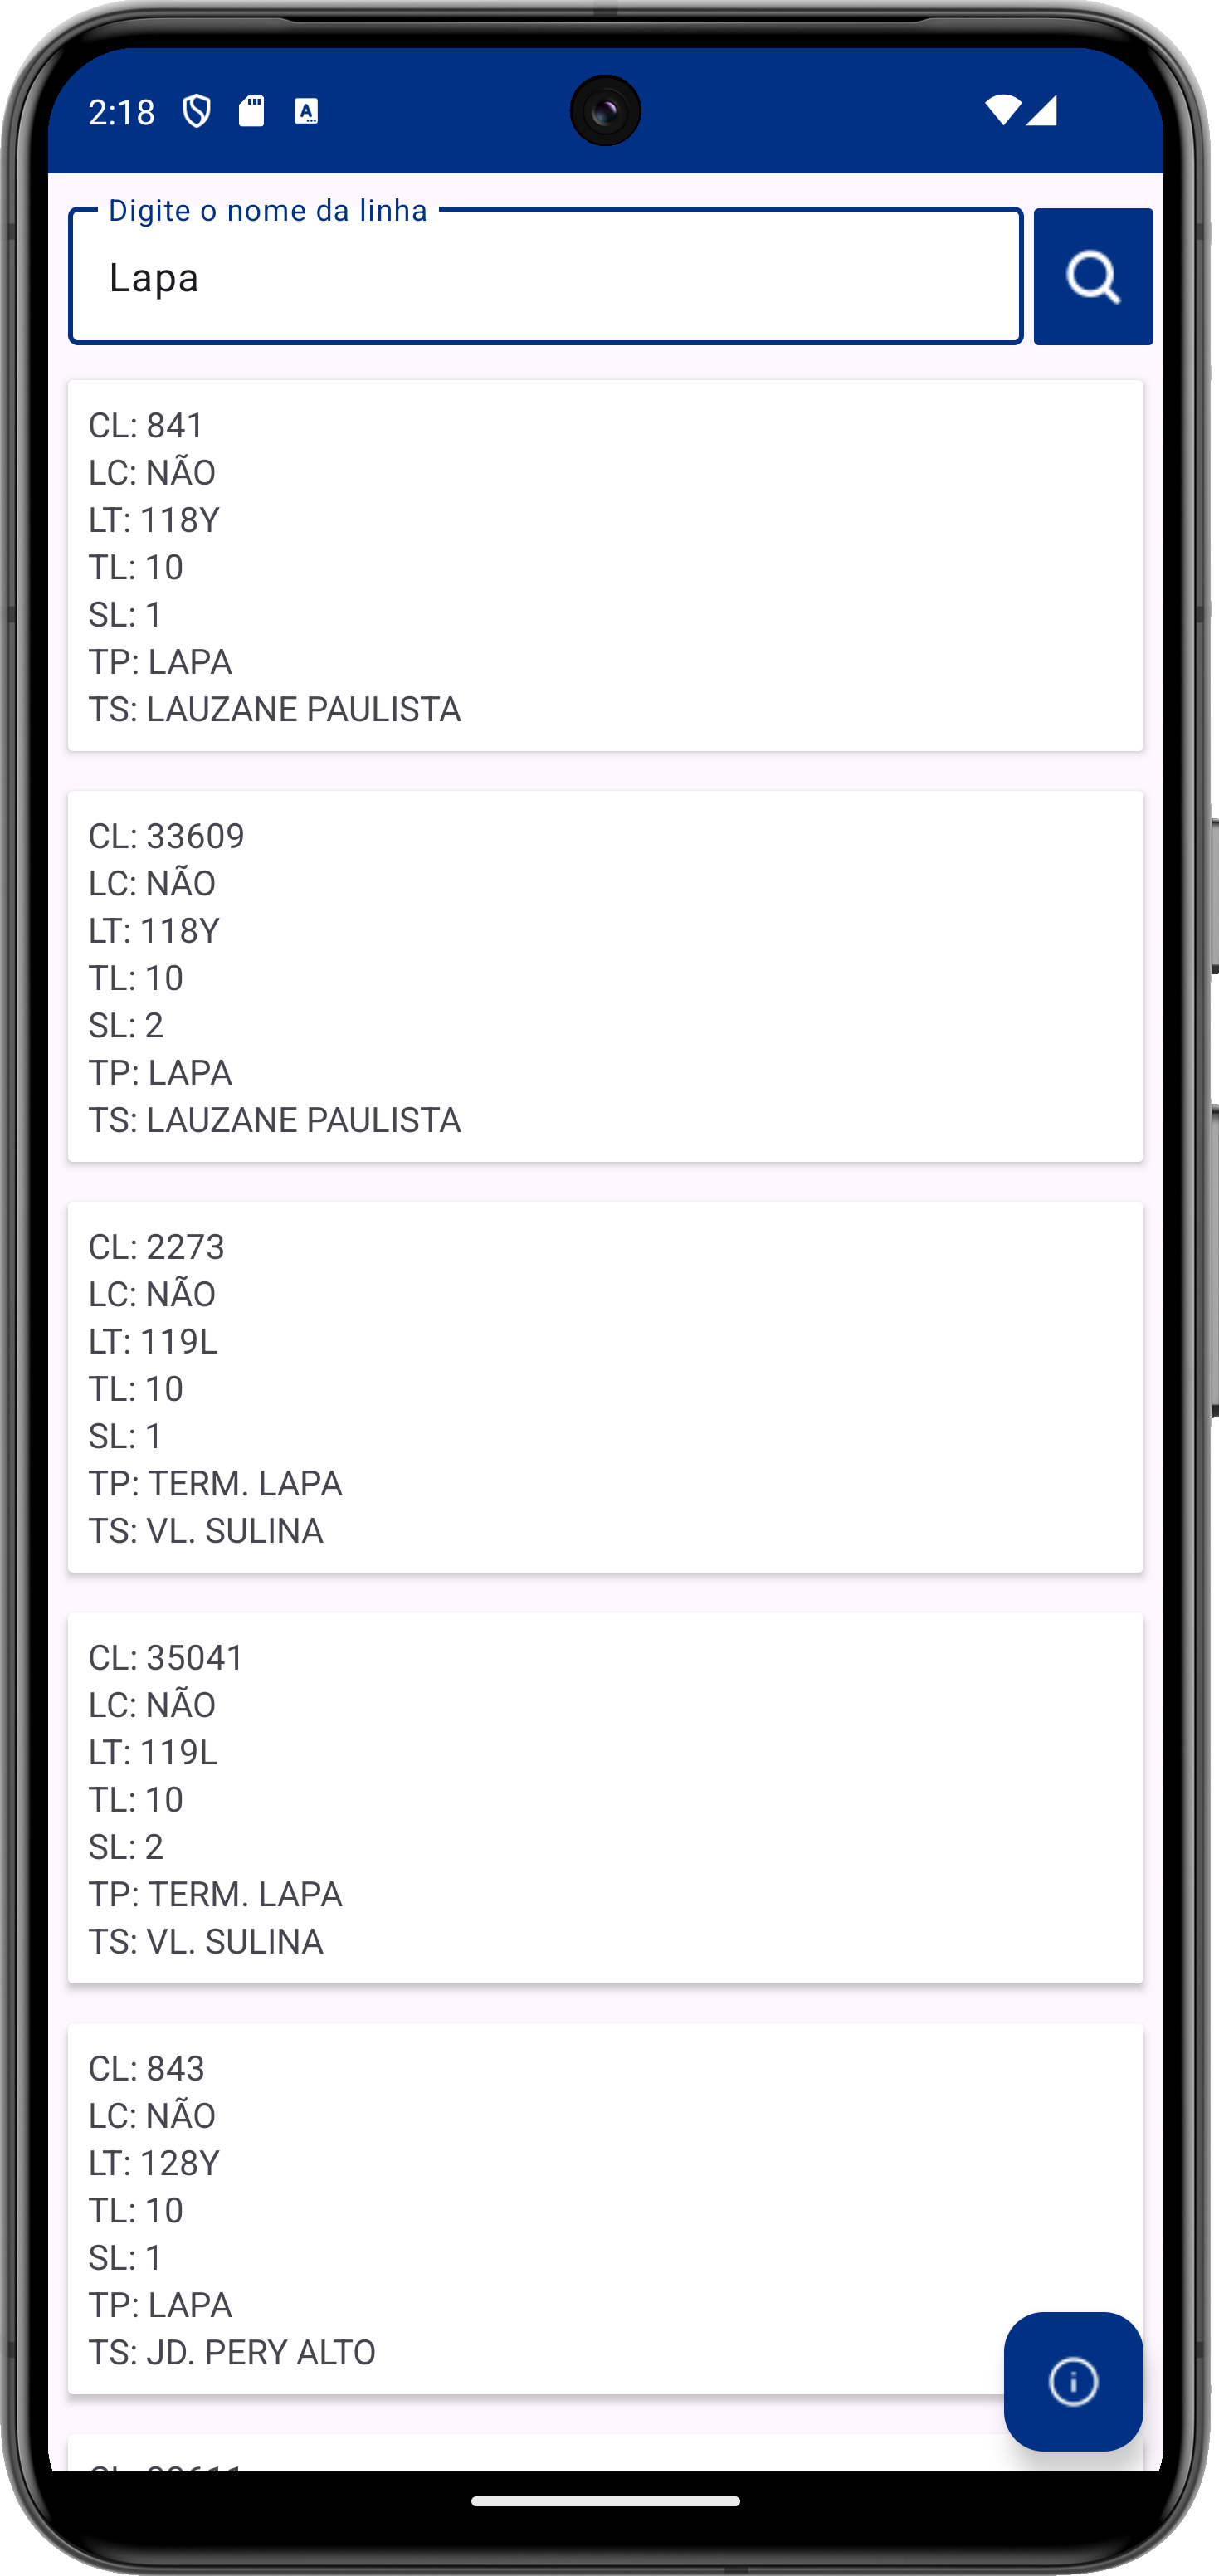 2:18
Digite o nome da linha
Lapa
CL: 841
LC: NÃO
LT: 118Y
TL: 10
SL: 1
TP: LAPA
TS: LAUZANE PAULISTA
CL: 33609
LC: NÃO
LT: 118Y
TL: 10
SL: 2
TP: LAPA
TS: LAUZANE PAULISTA
CL: 2273
LC: NÃO
LT: 119L
TL: 10
SL: 1
TP: TERM. LAPA
TS: VL. SULINA
CL: 35041
LC: NÃO
LT: 119L
TL: 10
SL: 2
TP: TERM. LAPA
TS: VL. SULINA
CL: 843
LC: NÃO
LT: 128Y
TL: 10
SL: 1
TP: LAPA
TS: JD. PERY ALTO